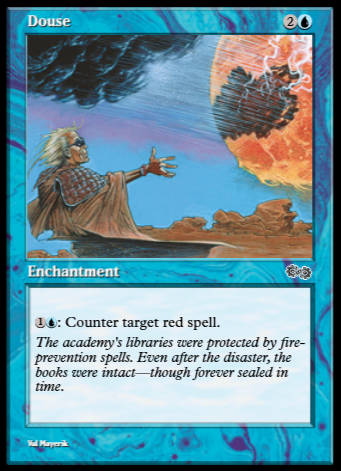 Douse 2
Enchantment
1: Counter target red spell.
The academy's libraries were protected by fire-
prevention spells. Even after the disaster, the
books were intact—though forever sealed in
time.
Val Mayerik